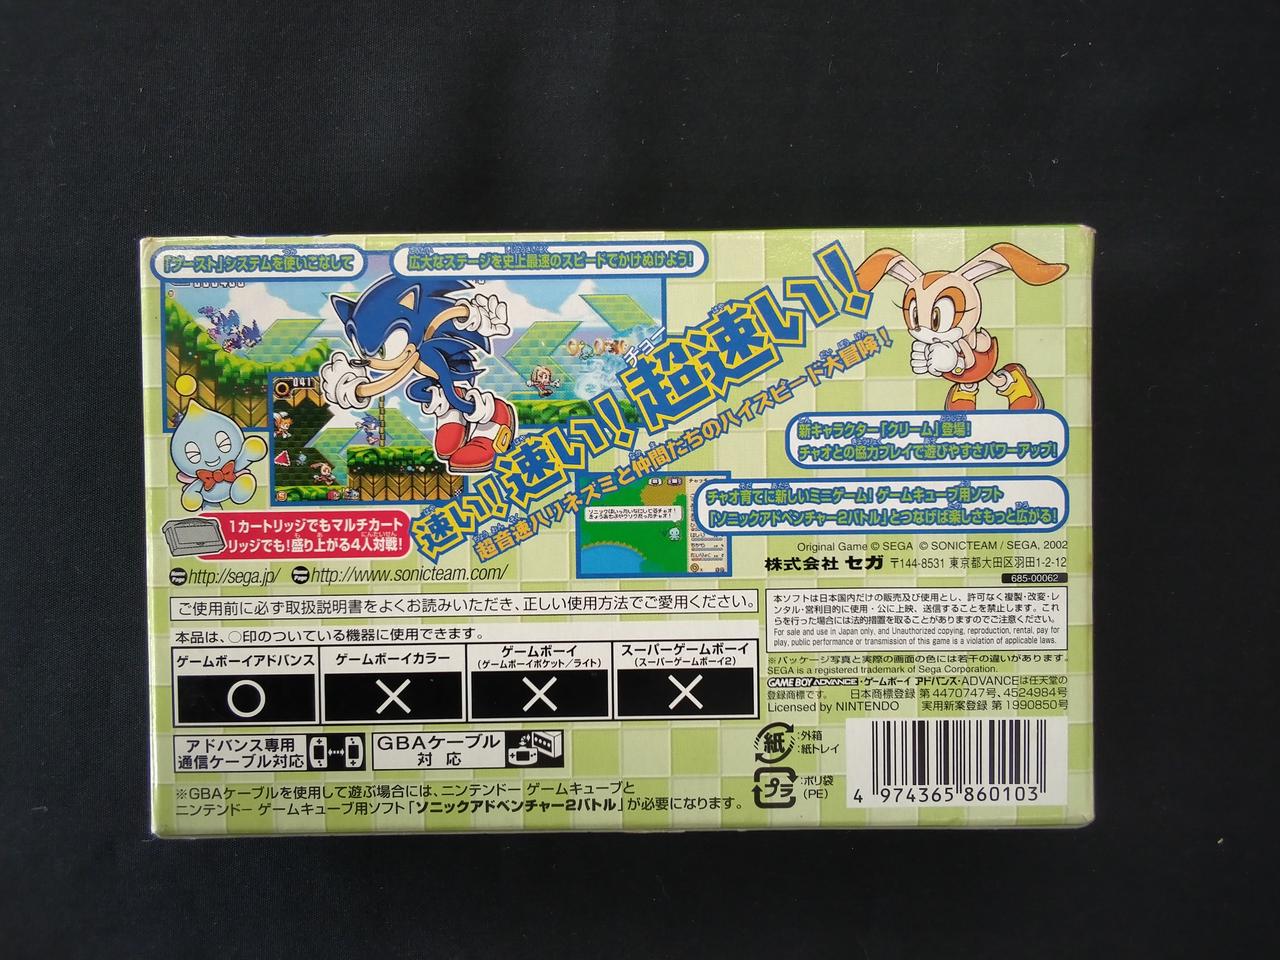 「ブースト」システムを使いこなして
広大なステージを史上最速のスピードでかけぬけよう!
速い!速い!超速い!
チョー
超音速ハリネズミと仲間たちのハイスピード大冒険!!
新キャラクター「クリーム」登場!
チャオとの協力プレイで遊びやすさパワーアップ!
チャオ育てに新しいミニゲーム! ゲームキューブ用ソフト
「ソニックアドベンチャー2バトル」とつなげば楽しさもっと広がる!
041
1カートリッジでもマルチカート
リッジでも!盛り上がる4人対戦!
Home Page http://sega.jp/ Home Page http://www.sonicteam.com/
Original Game © SEGA © SONICTEAM / SEGA, 2002
株式会社 セガ 〒144-8531 東京都大田区羽田1-2-12
685-00062
ご使用前に必ず取扱説明書をよくお読みいただき、正しい使用方法でご愛用ください。
本品は、○印のついている機器に使用できます。
ゲームボーイアドバンス ゲームボーイカラー ゲームボーイ スーパーゲームボーイ
(ゲームボーイポケット/ライト) (スーパーゲームボーイ2)
○ × × ×
アドバンス専用
通信ケーブル対応
GBAケーブル
対応
※GBAケーブルを使用して遊ぶ場合には、ニンテンドー ゲームキューブと
ニンテンドー ゲームキューブ用ソフト「ソニックアドベンチャー2バトル」が必要になります。
本ソフトは日本国内だけの販売及び使用とし、許可なく複製・改変・レ
ンタル・営利目的に使用・公に上映、送信することを禁止します。これ
らを行った場合には法的措置を取ることがありますのでご注意ください。
For sale and use in Japan only, and Unauthorized copying, reproduction, rental, pay for
play, public performance or transmission of this game is a violation of applicable laws.
※パッケージ写真と実際の画面の色には若干の違いがあります。
SEGA is a registered trademark of Sega Corporation.
GAME BOY ADVANCE・ゲームボーイ アドバンス・ADVANCEは任天堂の
登録商標です。 日本商標登録 第4470747号、4524984号
Licensed by NINTENDO 実用新案登録 第1990850号
紙 :外箱
:紙トレイ
プラ :ポリ袋
(PE)
4 974365 860103